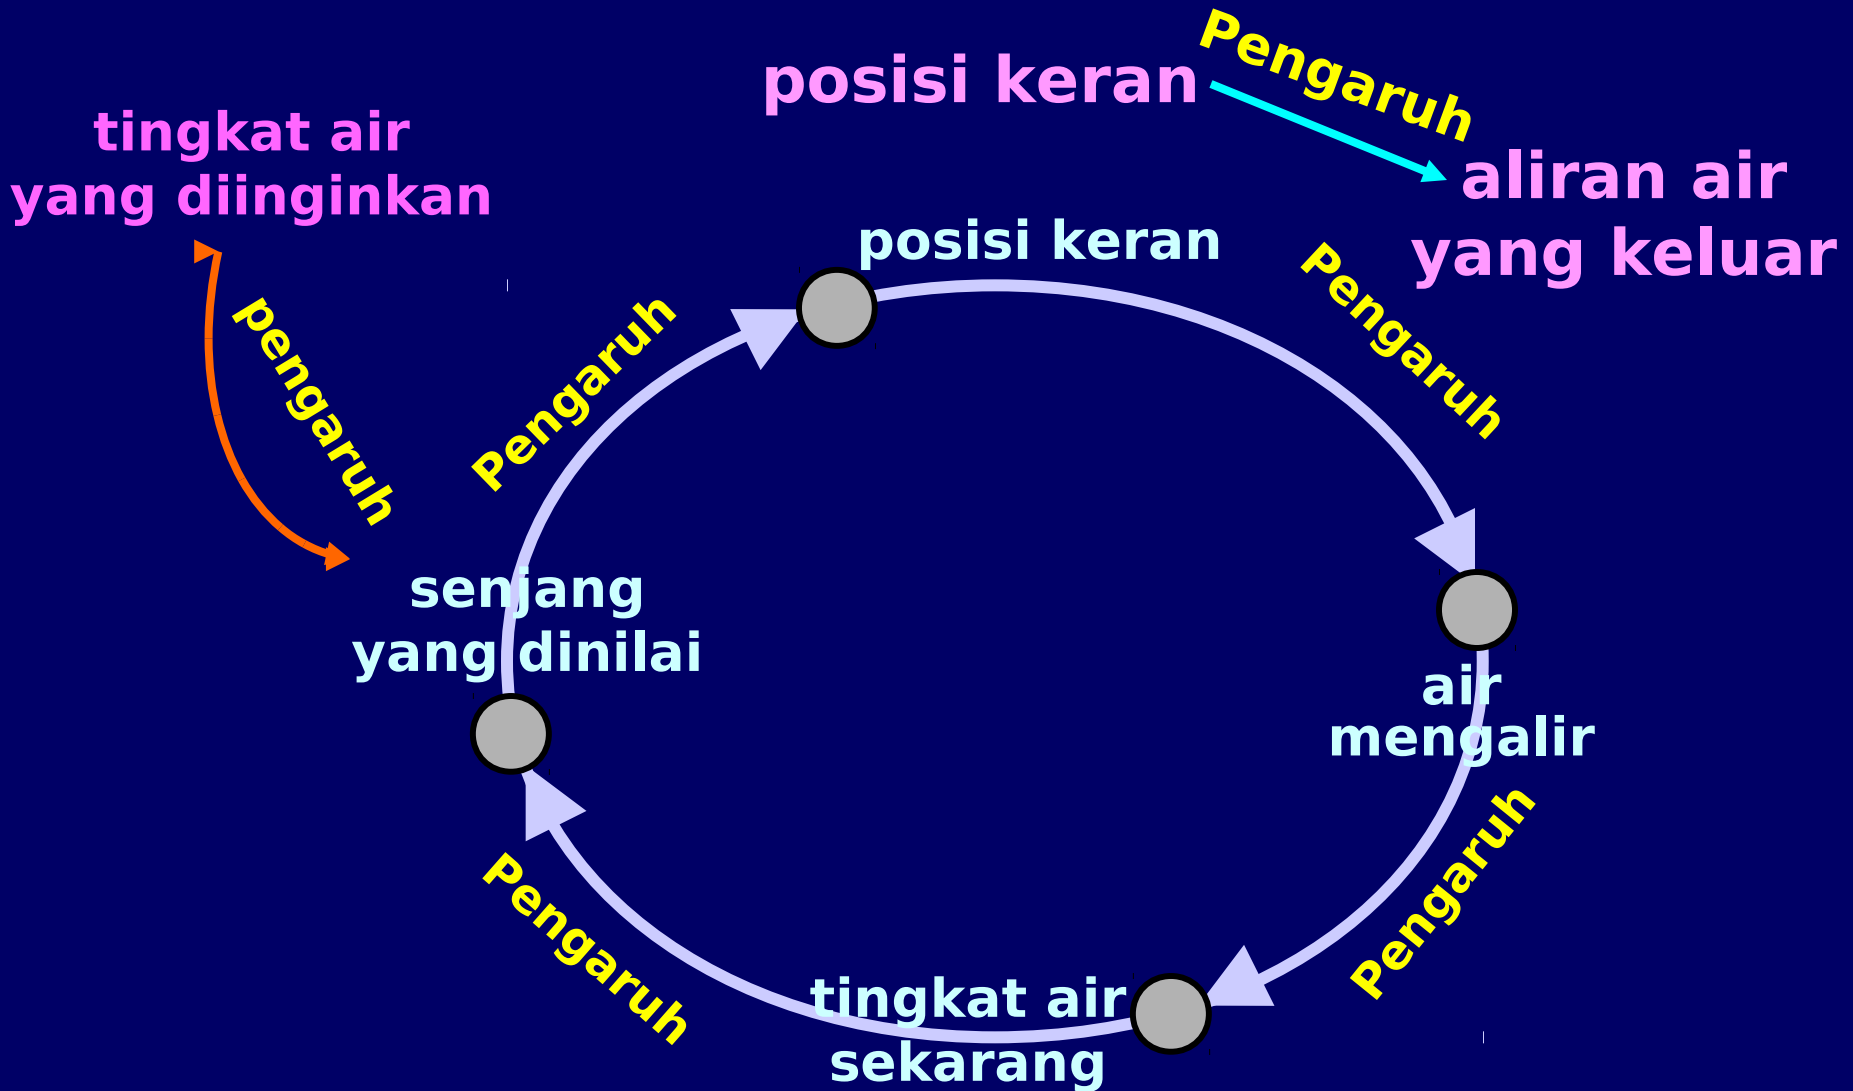 Pengaruh
posisi keran
tingkat air
yang diinginkan
aliran air
yang keluar
posisi keran
Pengaruh
pengaruh
Pengaruh
senjang
yang dinilai
air
mengalir
Pengaruh
Pengaruh
tingkat air
sekarang